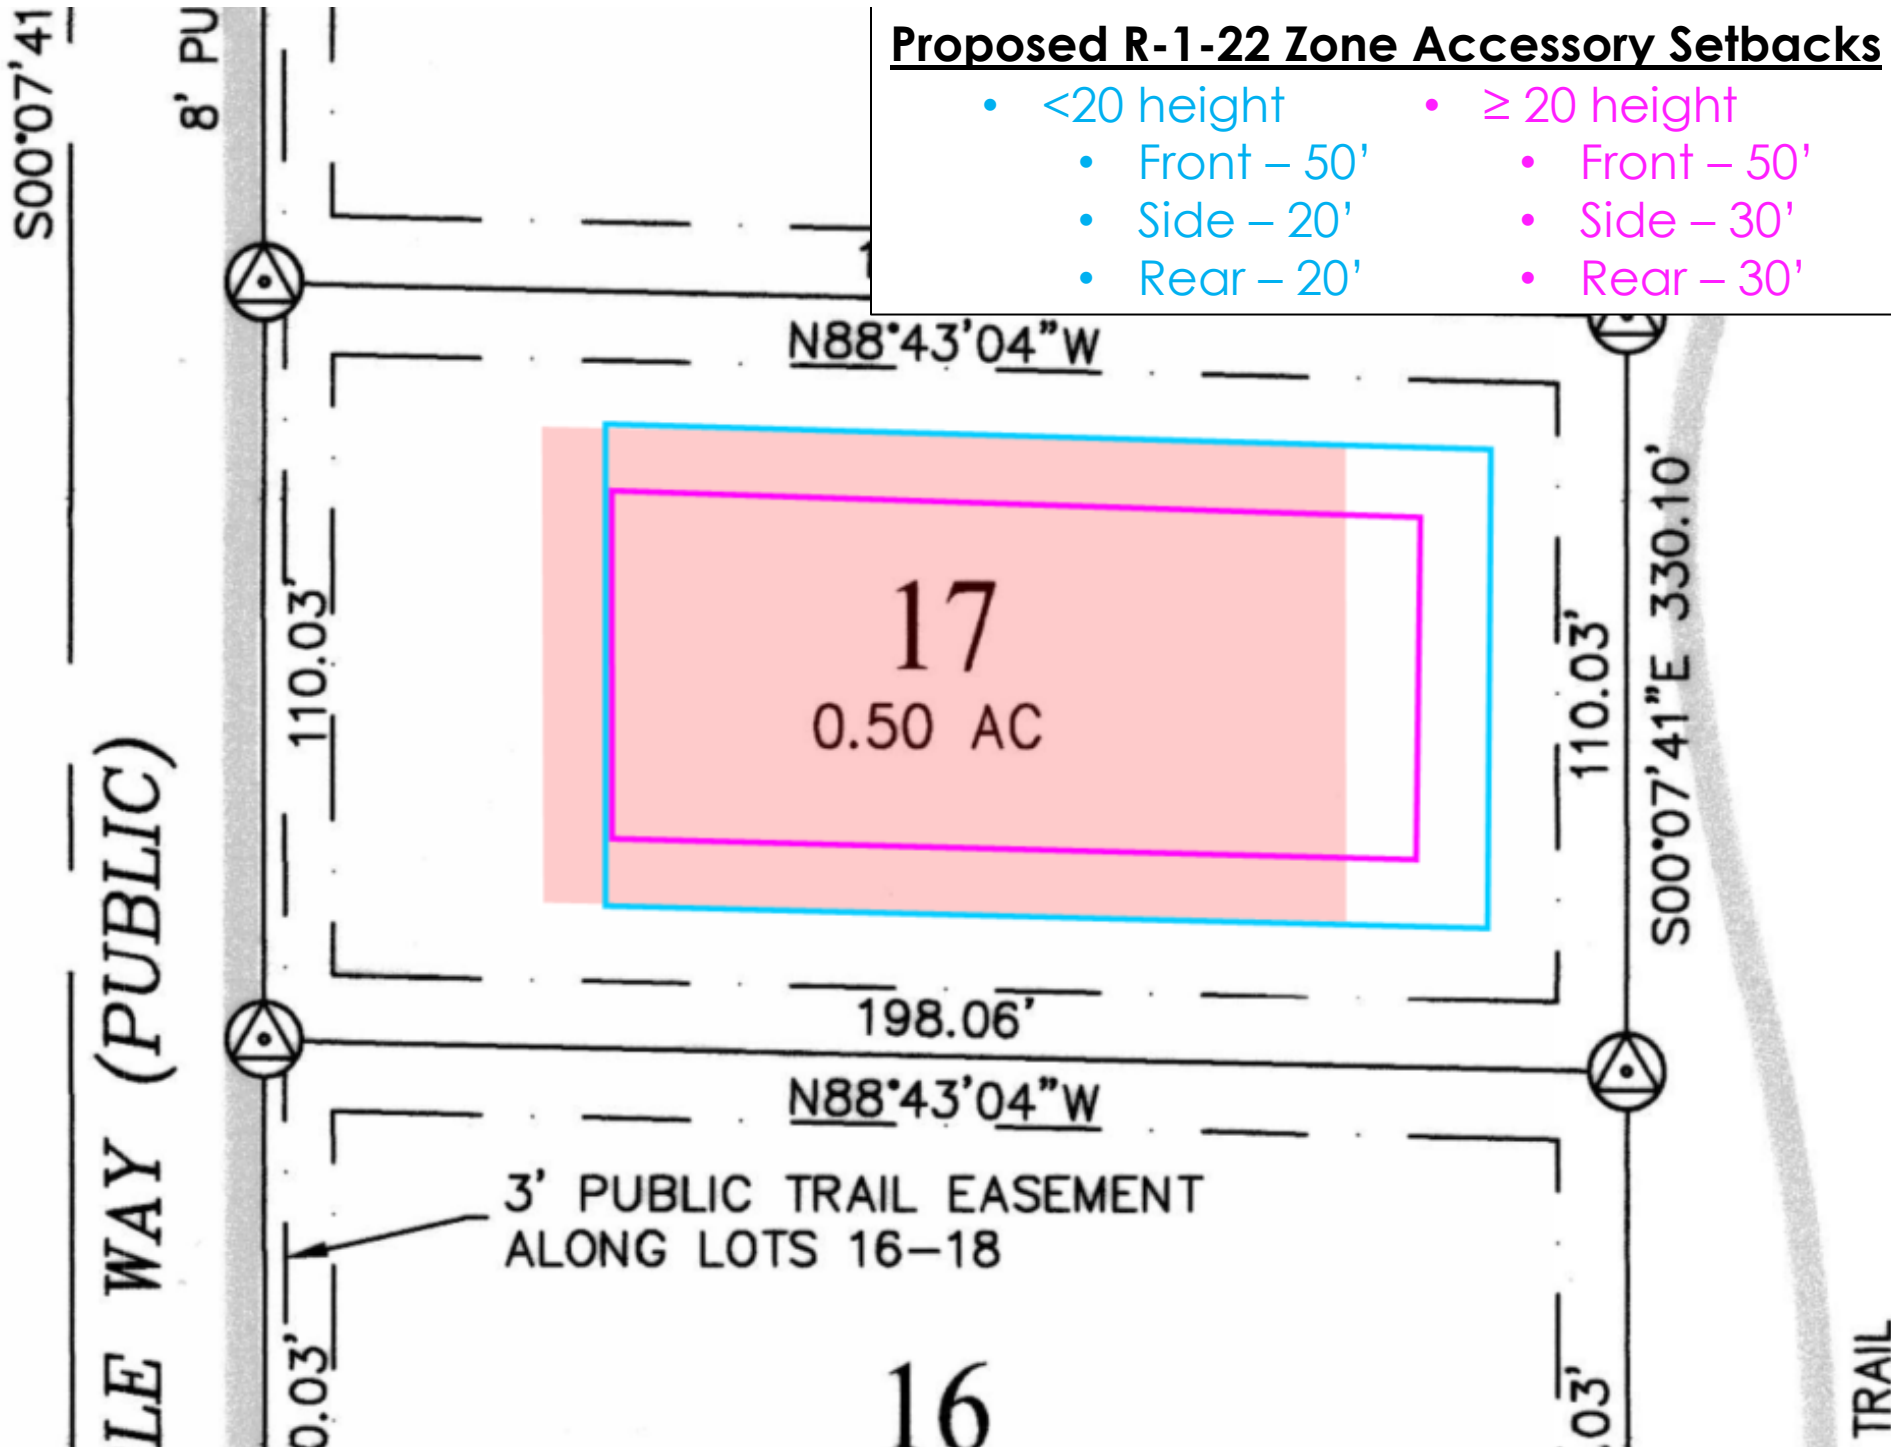 Proposed R-1-22 Zone Accessory Setbacks
• <20 height
• Front – 50’
• Side – 20’
• Rear – 20’
• ≥ 20 height
• Front – 50’
• Side – 30’
• Rear – 30’
S00°07'41
8' PU
N88°43'04"W
110.03'
17
0.50 AC
110.03'
S00°07'41"E 330.10'
198.06'
N88°43'04"W
LE WAY (PUBLIC)
3' PUBLIC TRAIL EASEMENT
ALONG LOTS 16–18
0.03'
16
.03'
TRAIL